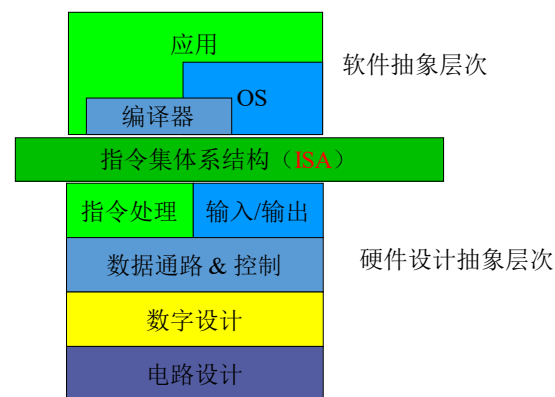 应用
软件抽象层次
OS
编译器
指令集体系结构（ISA）
指令处理
输入/输出
数据通路 & 控制
硬件设计抽象层次
数字设计
电路设计